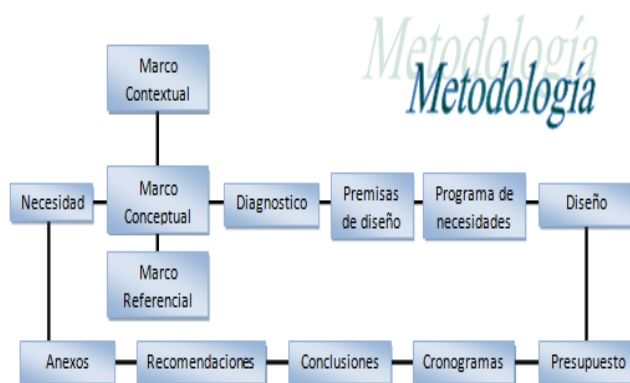 Metodología
Marco
Contextual
Necesidad
Marco
Conceptual
Diagnostico
Premisas
de diseño
Programa de
necesidades
Diseño
Marco
Referencial
Anexos
Recomendaciones
Conclusiones
Cronogramas
Presupuesto